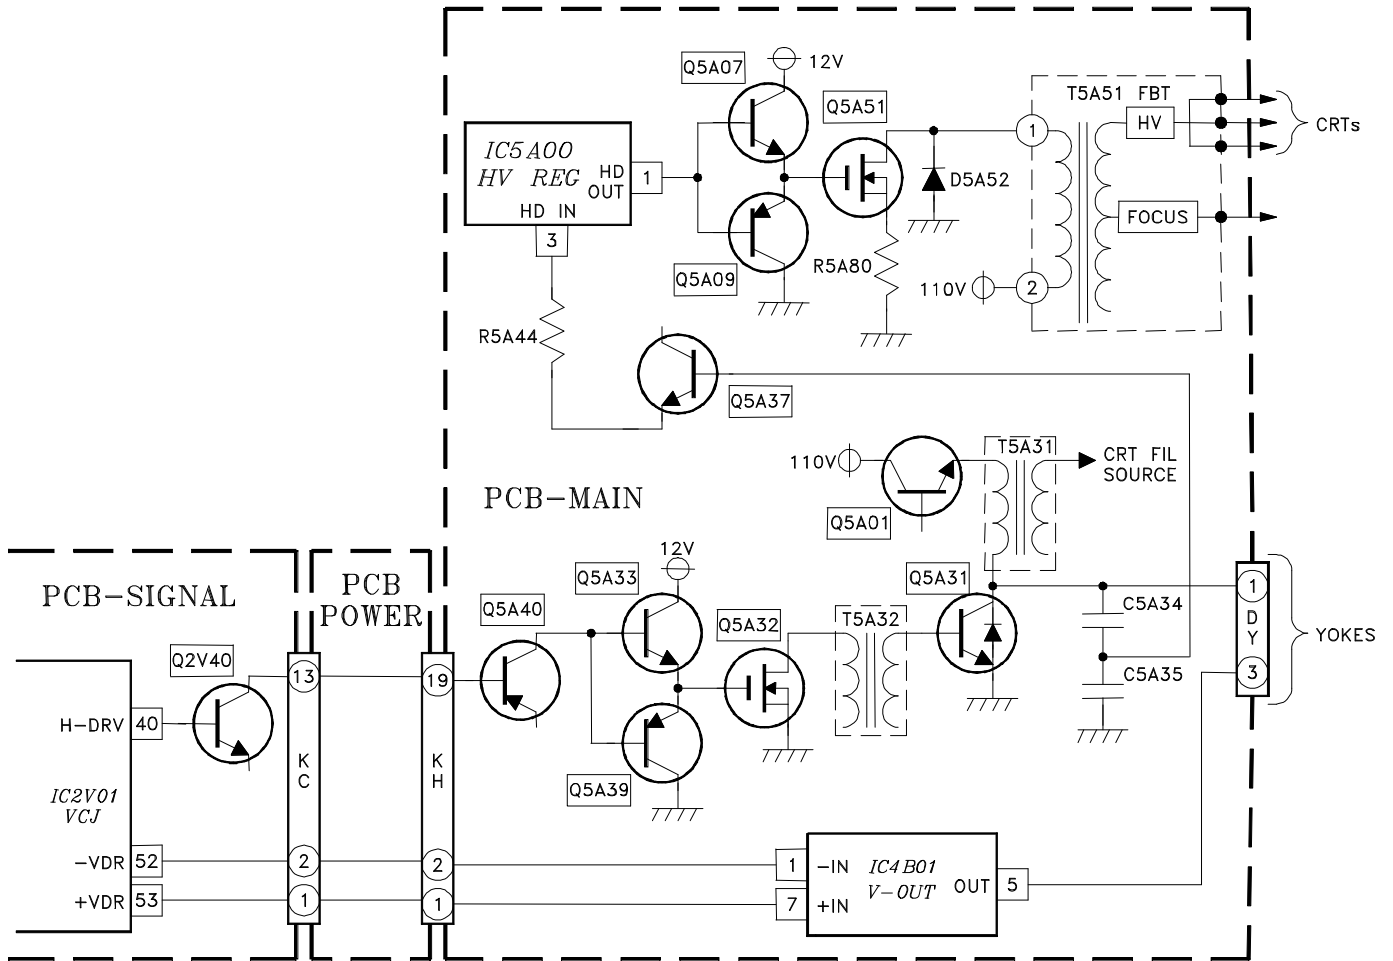 Q5A07
12V
Q5A51
T5A51 FBT
HV
CRTs
IC5A00
HV REG
HD
OUT
1
HD IN
3
D5A52
1
FOCUS
Q5A09
R5A80
110V
2
R5A44
Q5A37
110V
T5A31
CRT FIL
SOURCE
Q5A01
PCB-MAIN
PCB-SIGNAL
PCB
POWER
12V
Q5A33
Q5A40
Q5A32
T5A32
Q5A31
C5A34
C5A35
1
D
Y
3
YOKES
Q2V40
13
19
H-DRV
40
K
C
K
H
Q5A39
IC2V01
VCJ
-VDR
52
2
2
+VDR
53
1
1
1
-IN
7
+IN
IC4B01
V-OUT
OUT
5